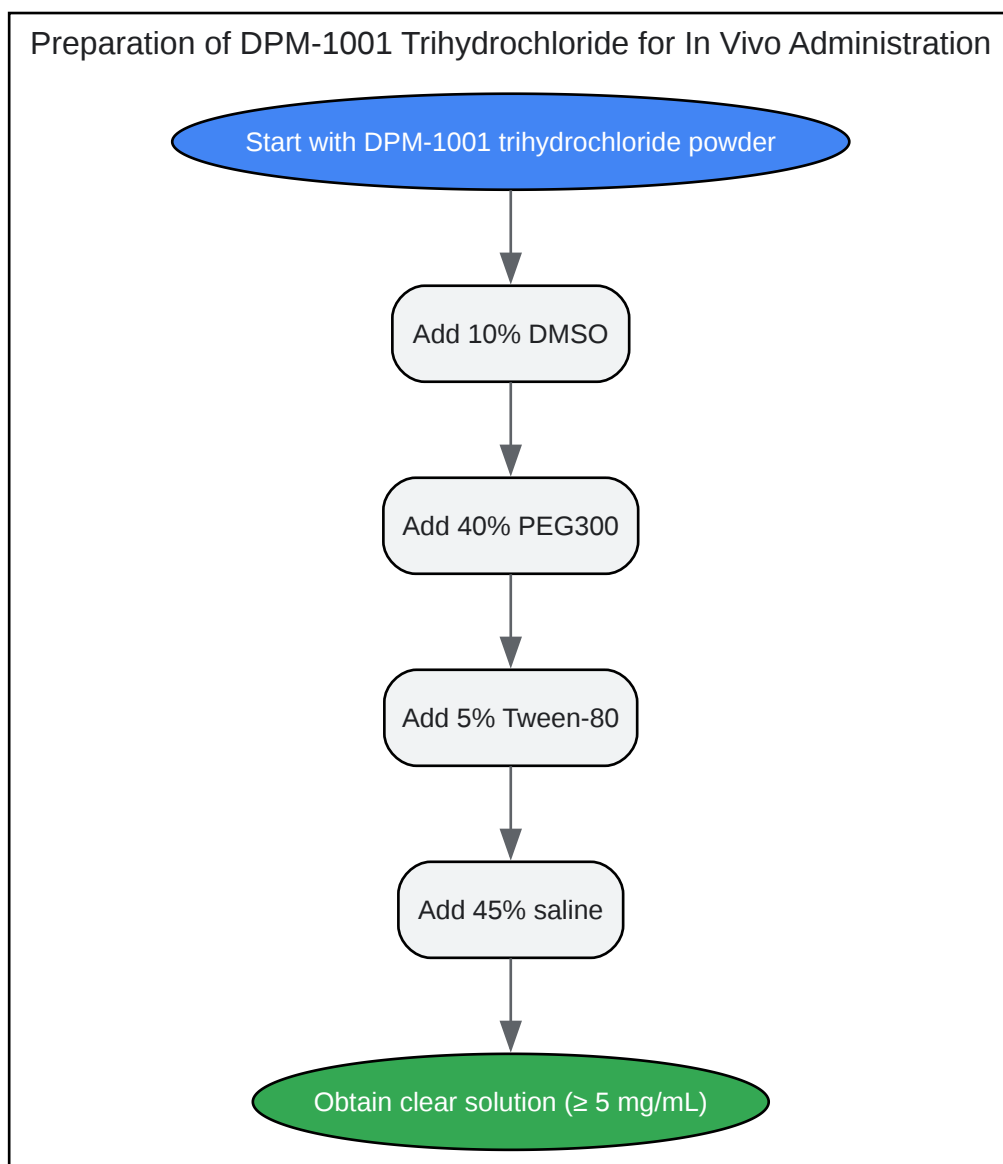 Preparation of DPM-1001 Trihydrochloride for In Vivo Administration
Start with DPM-1001 trihydrochloride powder
Add 10% DMSO
Add 40% PEG300
Add 5% Tween-80
Add 45% saline
Obtain clear solution (≥ 5 mg/mL)